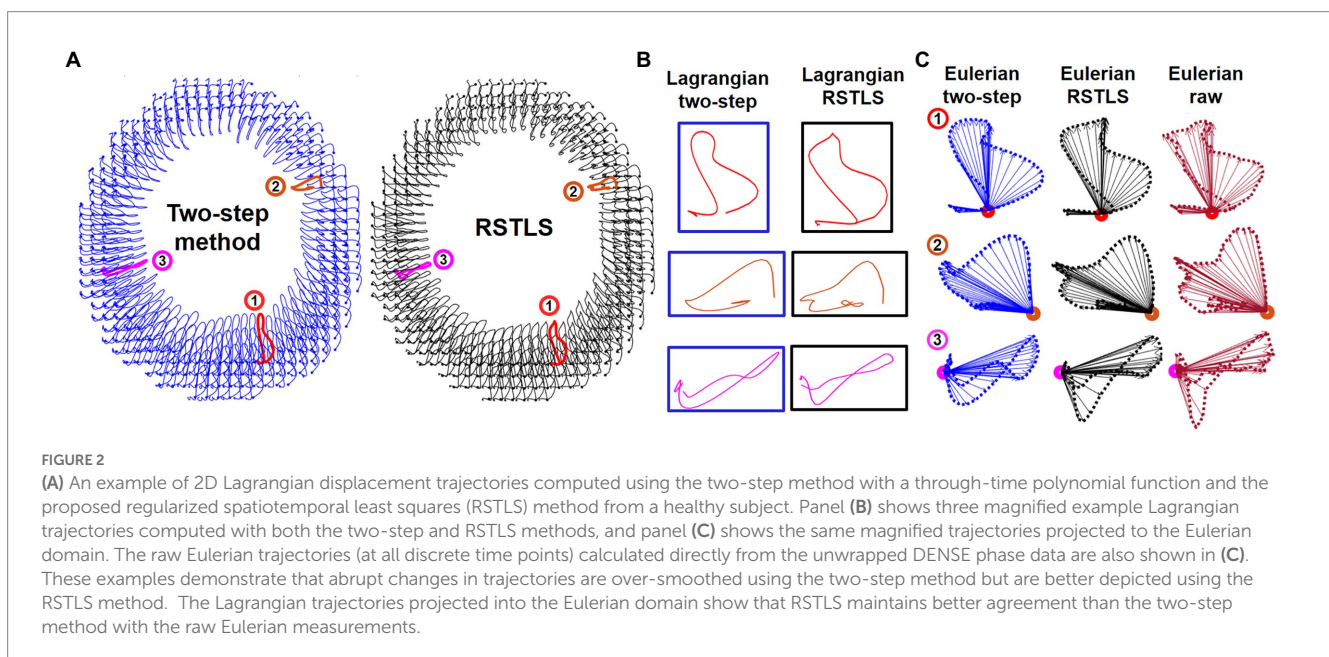 A
Two-step
method
1
2
3
RSTLS
1
2
3
B
Lagrangian
two-step
Lagrangian
RSTLS
C
Eulerian
two-step
Eulerian
RSTLS
Eulerian
raw
1
2
3
FIGURE 2
(A) An example of 2D Lagrangian displacement trajectories computed using the two-step method with a through-time polynomial function and the
proposed regularized spatiotemporal least squares (RSTLS) method from a healthy subject. Panel (B) shows three magnified example Lagrangian
trajectories computed with both the two-step and RSTLS methods, and panel (C) shows the same magnified trajectories projected to the Eulerian
domain. The raw Eulerian trajectories (at all discrete time points) calculated directly from the unwrapped DENSE phase data are also shown in (C).
These examples demonstrate that abrupt changes in trajectories are over-smoothed using the two-step method but are better depicted using the
RSTLS method. The Lagrangian trajectories projected into the Eulerian domain show that RSTLS maintains better agreement than the two-step
method with the raw Eulerian measurements.